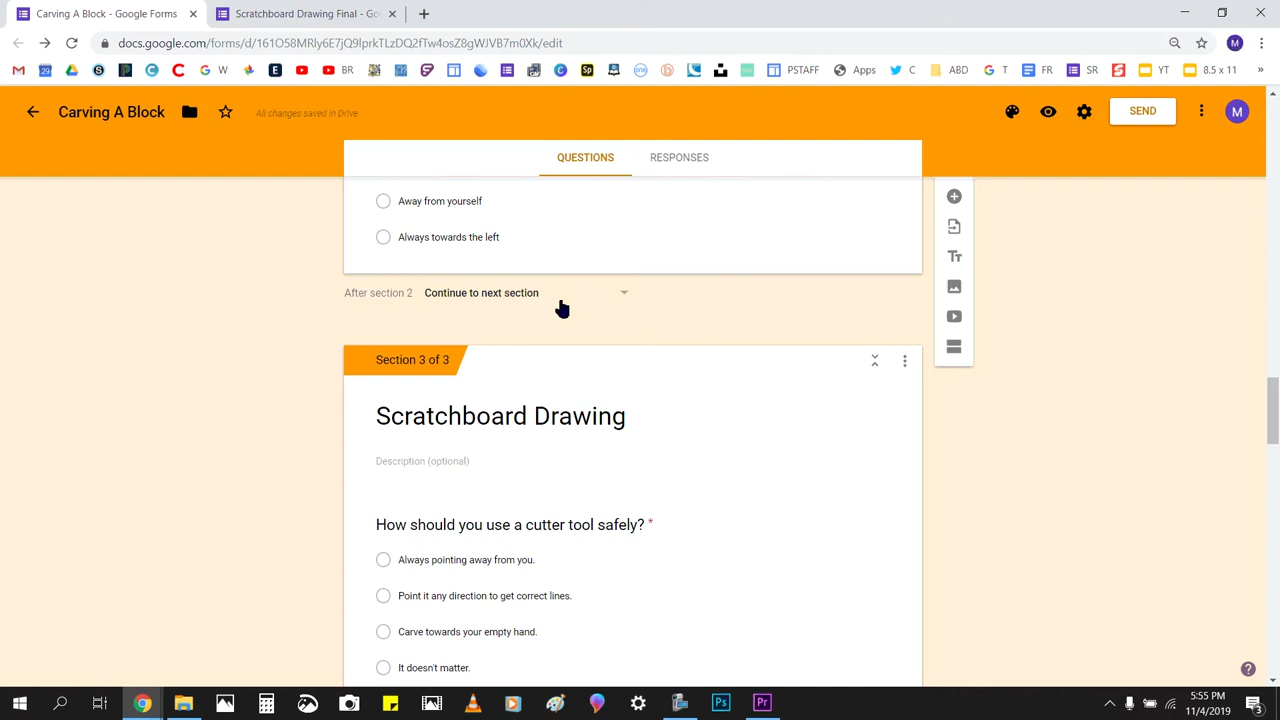 Carving A Block - Google Forms
Scratchboard Drawing Final - Go
docs.google.com/forms/d/161O58MRly6E7jQ9lprkTLzDQ2fTw4osZ8gWJVB7m0Xk/edit
G W BR PSTAFF Apps C ABD G T FR SR YT 8.5 x 11 »
Carving A Block
All changes saved in Drive
SEND
M
QUESTIONS RESPONSES
Away from yourself
Always towards the left
After section 2 Continue to next section
Section 3 of 3
Scratchboard Drawing
Description (optional)
How should you use a cutter tool safely? *
Always pointing away from you.
Point it any direction to get correct lines.
Carve towards your empty hand.
It doesn't matter.
Ps Pr
5:55 PM
11/4/2019
3